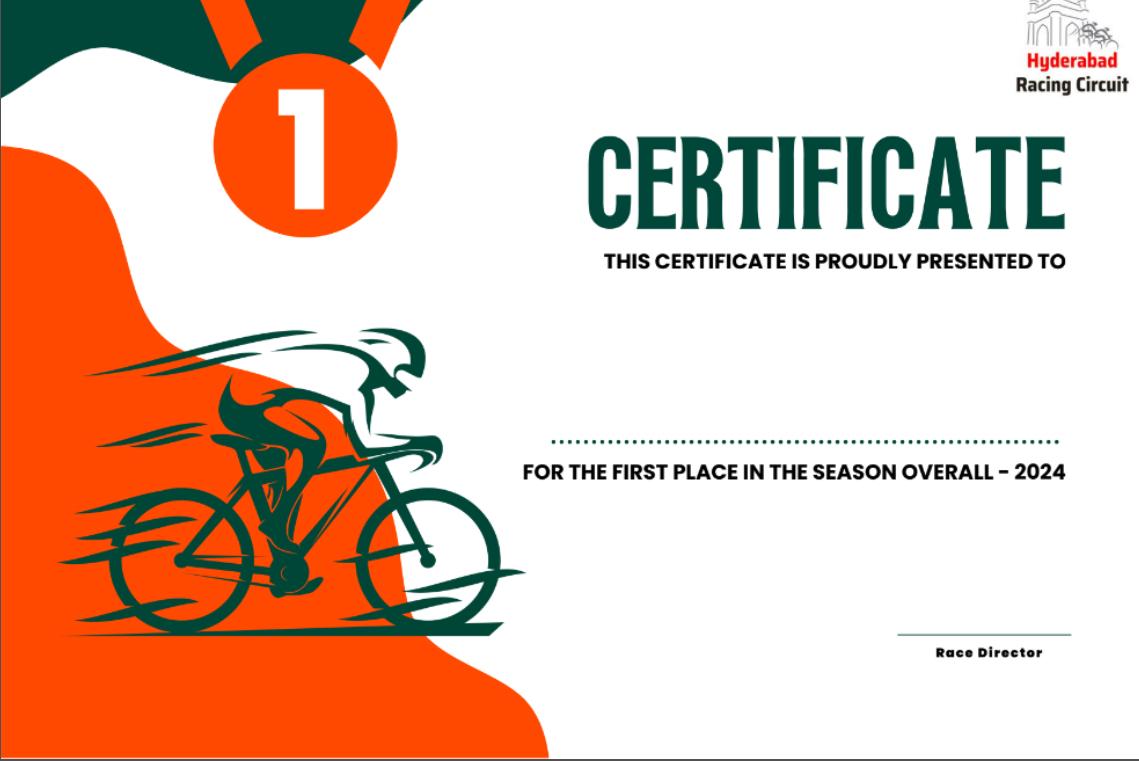 1
Hyderabad
Racing Circuit
CERTIFICATE
THIS CERTIFICATE IS PROUDLY PRESENTED TO
FOR THE FIRST PLACE IN THE SEASON OVERALL - 2024
Race Director